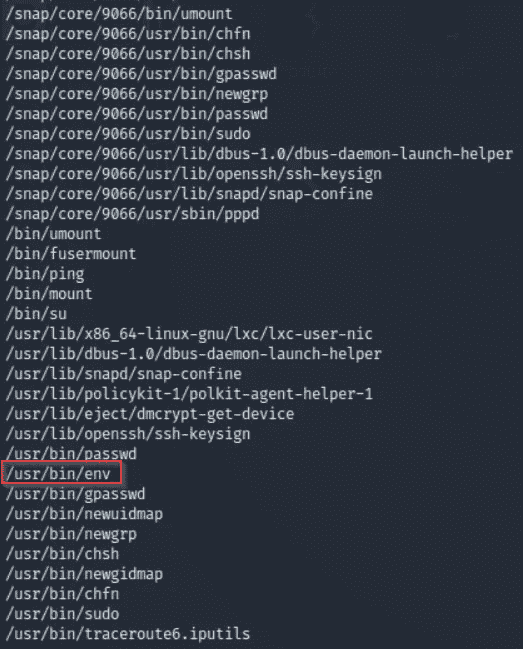 /snap/core/9066/bin/umount
/snap/core/9066/usr/bin/chfn
/snap/core/9066/usr/bin/chsh
/snap/core/9066/usr/bin/gpasswd
/snap/core/9066/usr/bin/newgrp
/snap/core/9066/usr/bin/passwd
/snap/core/9066/usr/bin/sudo
/snap/core/9066/usr/lib/dbus-1.0/dbus-daemon-launch-helper
/snap/core/9066/usr/lib/openssh/ssh-keysign
/snap/core/9066/usr/lib/snapd/snap-confine
/snap/core/9066/usr/sbin/pppd
/bin/umount
/bin/fusermount
/bin/ping
/bin/mount
/bin/su
/usr/lib/x86_64-linux-gnu/lxc/lxc-user-nic
/usr/lib/dbus-1.0/dbus-daemon-launch-helper
/usr/lib/snapd/snap-confine
/usr/lib/policykit-1/polkit-agent-helper-1
/usr/lib/eject/dmcrypt-get-device
/usr/lib/openssh/ssh-keysign
/usr/bin/passwd
/usr/bin/env
/usr/bin/gpasswd
/usr/bin/newuidmap
/usr/bin/newgrp
/usr/bin/chsh
/usr/bin/newgidmap
/usr/bin/chfn
/usr/bin/sudo
/usr/bin/traceroute6.iputils